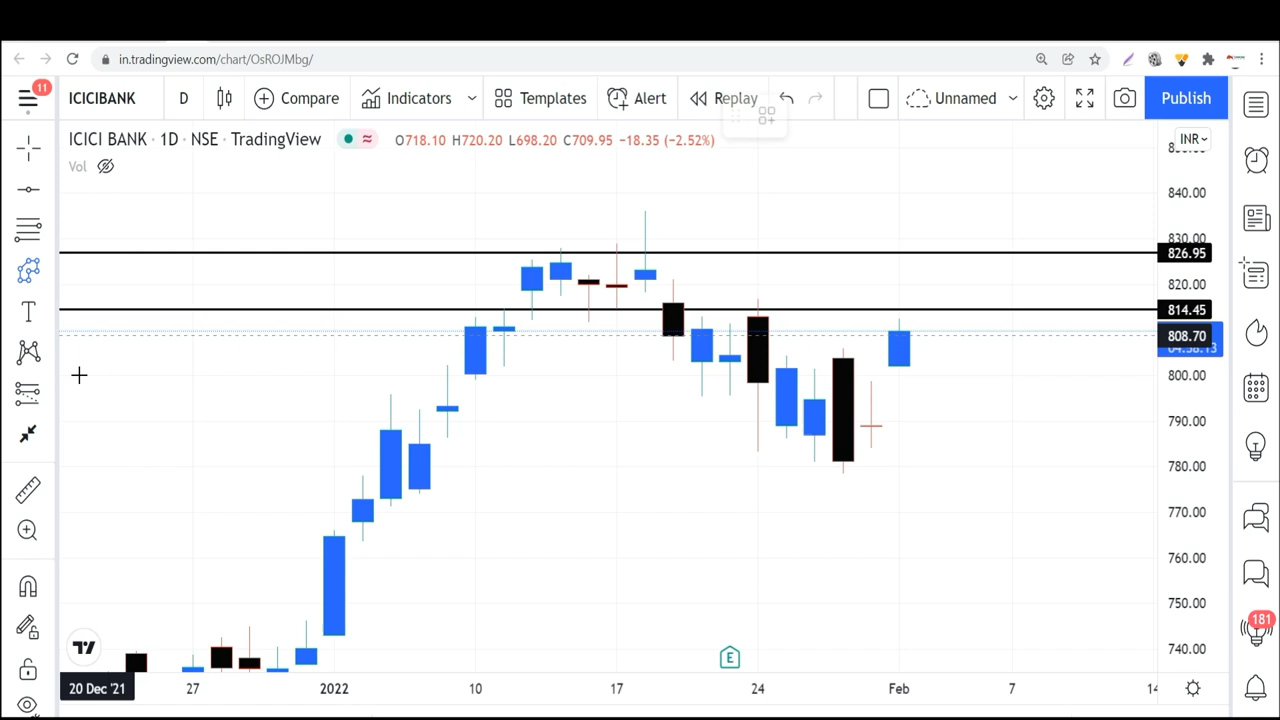 in.tradingview.com/chart/OsROJMbg/
11
ICICIBANK D Compare Indicators Templates Alert Replay Unnamed Publish
ICICI BANK · 1D · NSE · TradingView O718.10 H720.20 L698.20 C709.95 −18.35 (−2.52%)
INR
Vol
840.00
830.00
826.95
820.00
814.45
808.70
04:58:13
800.00
790.00
780.00
770.00
760.00
750.00
181
740.00
E
20 Dec '21 27 2022 10 17 24 Feb 7 14